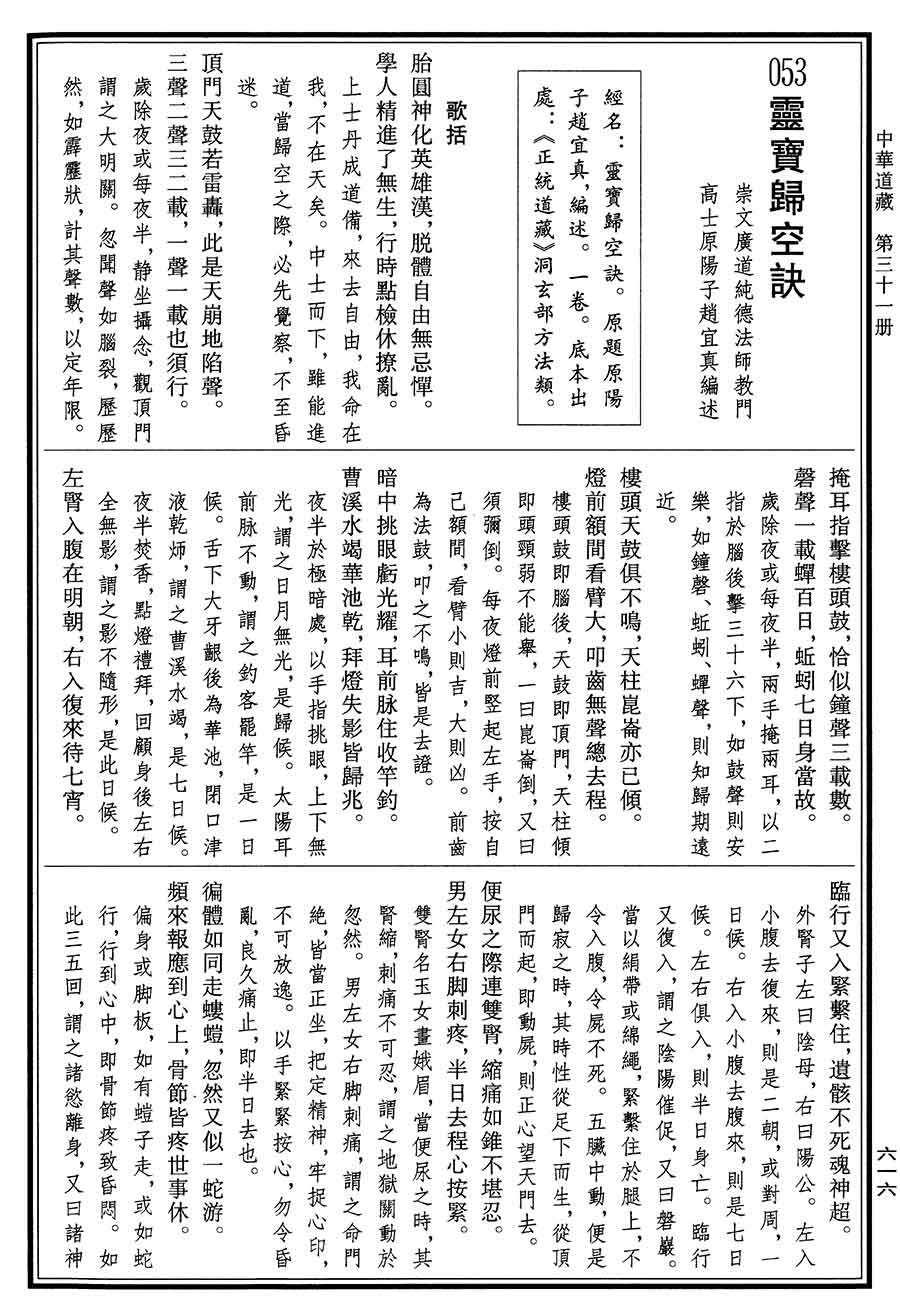 中華道藏　第三十一册
六一六
053靈寶歸空訣
崇文廣道純德法師教門
高士原陽子趙宜真編述
經名：靈寶歸空訣。原題原陽
子趙宜真，編述。一卷。底本出
處：《正統道藏》洞玄部方法類。
歌括
胎圓神化英雄漢，脱體自由無忌憚。
學人精進了無生，行時點檢休撩亂。
上士丹成道備，來去自由，我命在
我，不在天矣。中士而下，雖能進
道，當歸空之際，必先覺察，不至昏
迷。
頂門天鼓若雷轟，此是天崩地陷聲。
三聲二聲三二載，一聲一載也須行。
歲除夜或每夜半，静坐攝念，觀頂門
謂之大明關。忽聞聲如腦裂，歷歷
然，如霹靂狀，計其聲數，以定年限。
掩耳指擊樓頭鼓，恰似鐘聲三載數。
磬聲一載蟬百日，蚯蚓七日身當故。
歲除夜或每夜半，兩手掩兩耳，以二
指於腦後擊三十六下，如鼓聲則安
樂，如鐘磬、蚯蚓、蟬聲，則知歸期遠
近。
樓頭天鼓俱不鳴，天柱崑崙亦已傾。
燈前額間看臂大，叩齒無聲總去程。
樓頭鼓即腦後，天鼓即頂門，天柱傾
即頭頸弱不能舉，一曰崑崙倒，又曰
須彌倒。每夜燈前竪起左手，按自
己額間，看臂小則吉，大則凶。前齒
為法鼓，叩之不鳴，皆是去證。
暗中挑眼虧光耀，耳前脉住收竿釣。
曹溪水竭華池乾，拜燈失影皆歸兆。
夜半於極暗處，以手指挑眼，上下無
光，謂之日月無光，是歸候。太陽耳
前脉不動，謂之釣客罷竿，是一日
候。舌下大牙齦後為華池，閉口津
液乾炳，謂之曹溪水竭，是七日候。
夜半焚香，點燈禮拜，回顧身後左右
全無影，謂之影不隨形，是此日候。
左腎入腹在明朝，右入復來待七宵。
臨行又入緊繫住，遺骸不死魂神超。
外腎子左曰陰母，右曰陽公。左入
小腹去復來，則是二朝，或對周，一
日候。右入小腹去腹來，則是七日
候。左右俱入，則半日身亡。臨行
又復入，謂之陰陽催促，又曰磐巖。
當以絹帶或綿繩，緊繫住於腿上，不
令入腹，令屍不死。五臟中動，便是
歸寂之時，其時性從足下而生，從頂
門而起，即動屍，則正心望天門去。
便尿之際連雙腎，縮痛如錐不堪忍。
男左女右脚刺疼，半日去程心按緊。
雙腎名玉女畫娥眉，當便尿之時，其
腎縮，刺痛不可忍，謂之地獄關動於
忽然。男左女右脚刺痛，謂之命門
絶，皆當正坐，把定精神，牢捉心印，
不可放逸。以手緊緊按心，勿令昏
亂，良久痛止，即半日去也。
徧體如同走螻螘，忽然又似一蛇游。
頻來報應到心上，骨節皆疼世事休。
偏身或脚板，如有螘子走，或如蛇
行，行到心中，即骨節疼致昏悶。如
此三五回，謂之諸慾離身，又曰諸神